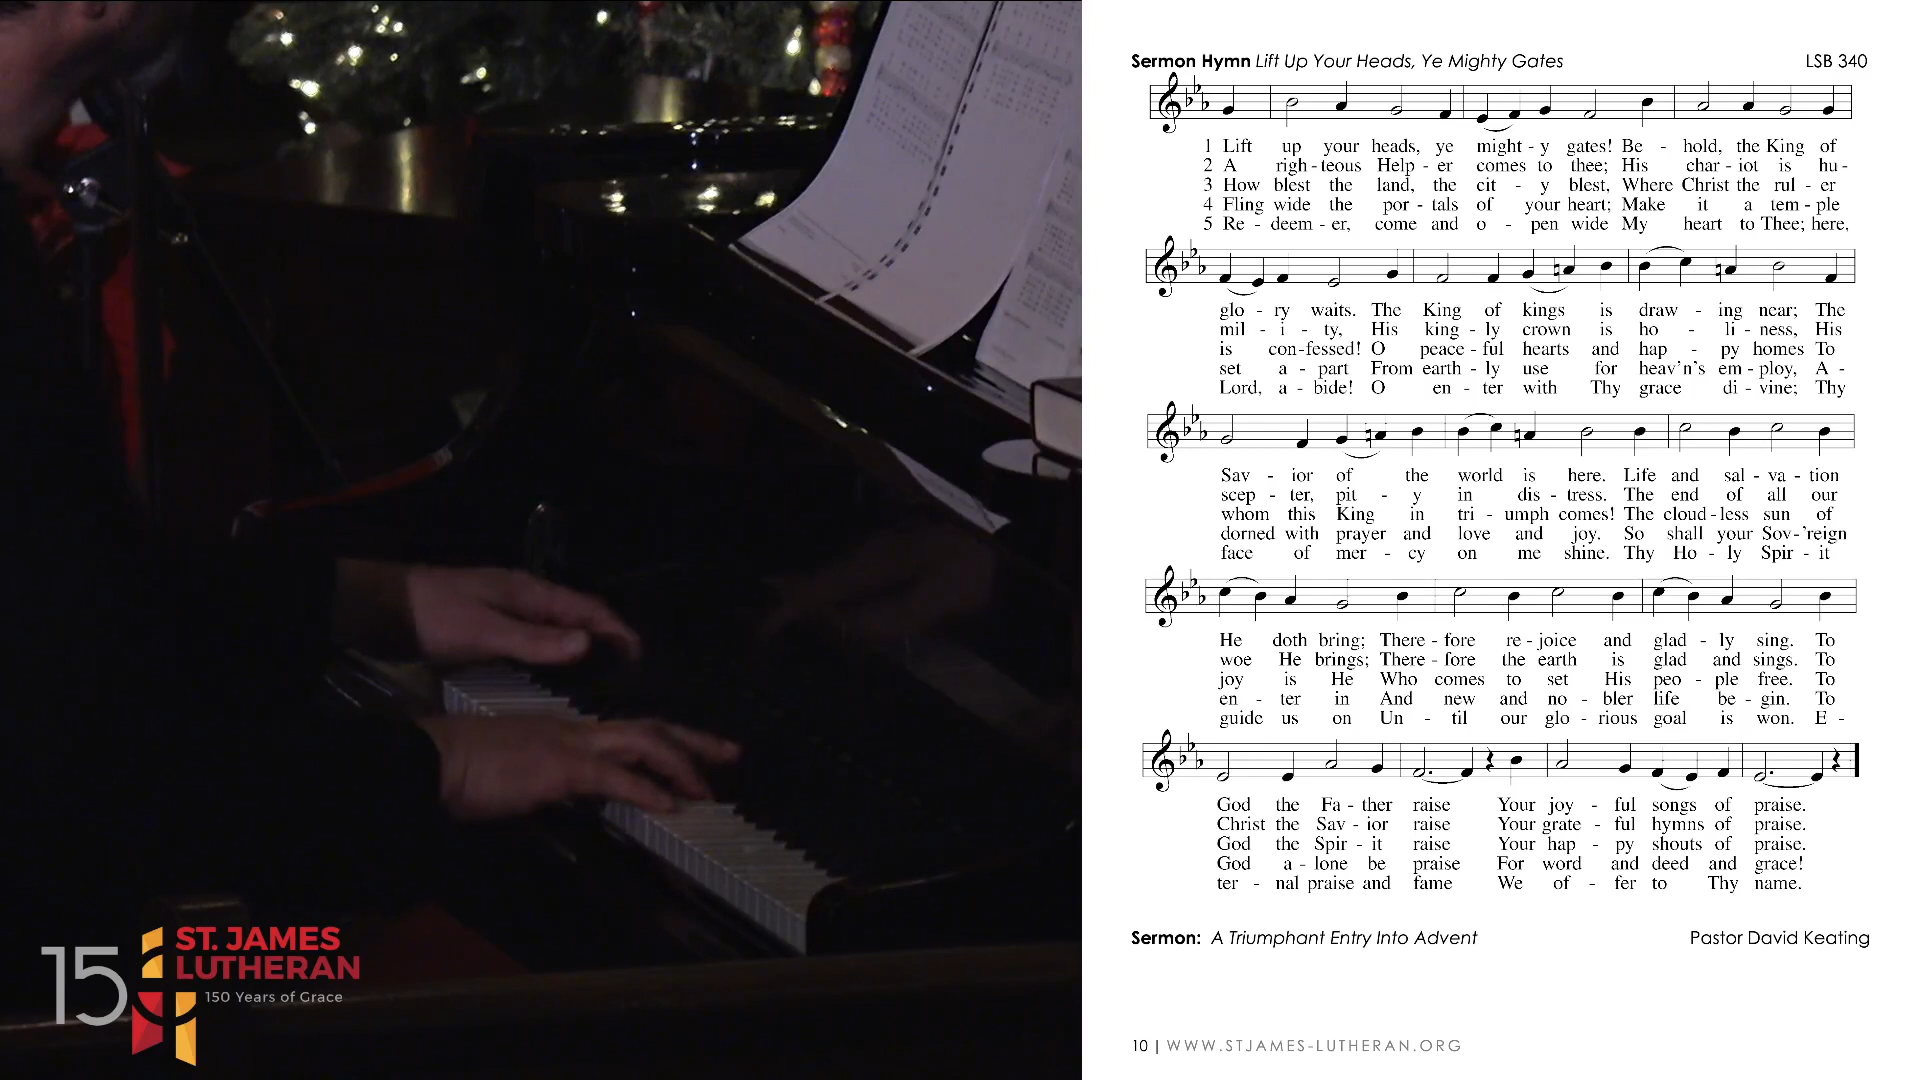 Sermon Hymn Lift Up Your Heads, Ye Mighty Gates LSB 340
1 Lift up your heads, ye might - y gates! Be - hold, the King of
2 A righ - teous Help - er comes to thee; His char - iot is hu -
3 How blest the land, the cit - y blest, Where Christ the rul - er
4 Fling wide the por - tals of your heart; Make it a tem - ple
5 Re - deem - er, come and o - pen wide My heart to Thee; here,
glo - ry waits. The King of kings is draw - ing near; The
mil - i - ty, His king - ly crown is ho - li - ness, His
is con - fessed! O peace - ful hearts and hap - py homes To
set a - part From earth - ly use for heav'n's em - ploy, A -
Lord, a - bide! O en - ter with Thy grace di - vine; Thy
Sav - ior of the world is here. Life and sal - va - tion
scep - ter, pit - y in dis - tress. The end of all our
whom this King in tri - umph comes! The cloud - less sun of
dorned with prayer and love and joy. So shall your Sov - 'reign
face of mer - cy on me shine. Thy Ho - ly Spir - it
He doth bring; There - fore re - joice and glad - ly sing. To
woe He brings; There - fore the earth is glad and sings. To
joy is He Who comes to set His peo - ple free. To
en - ter in And new and no - bler life be - gin. To
guide us on Un - til our glo - rious goal is won. E -
God the Fa - ther raise Your joy - ful songs of praise.
Christ the Sav - ior raise Your grate - ful hymns of praise.
God the Spir - it raise Your hap - py shouts of praise.
God a - lone be praise For word and deed and grace!
ter - nal praise and fame We of - fer to Thy name.
Sermon: A Triumphant Entry Into Advent Pastor David Keating
10 | WWW.STJAMES-LUTHERAN.ORG
150
ST. JAMES
LUTHERAN
150 Years of Grace